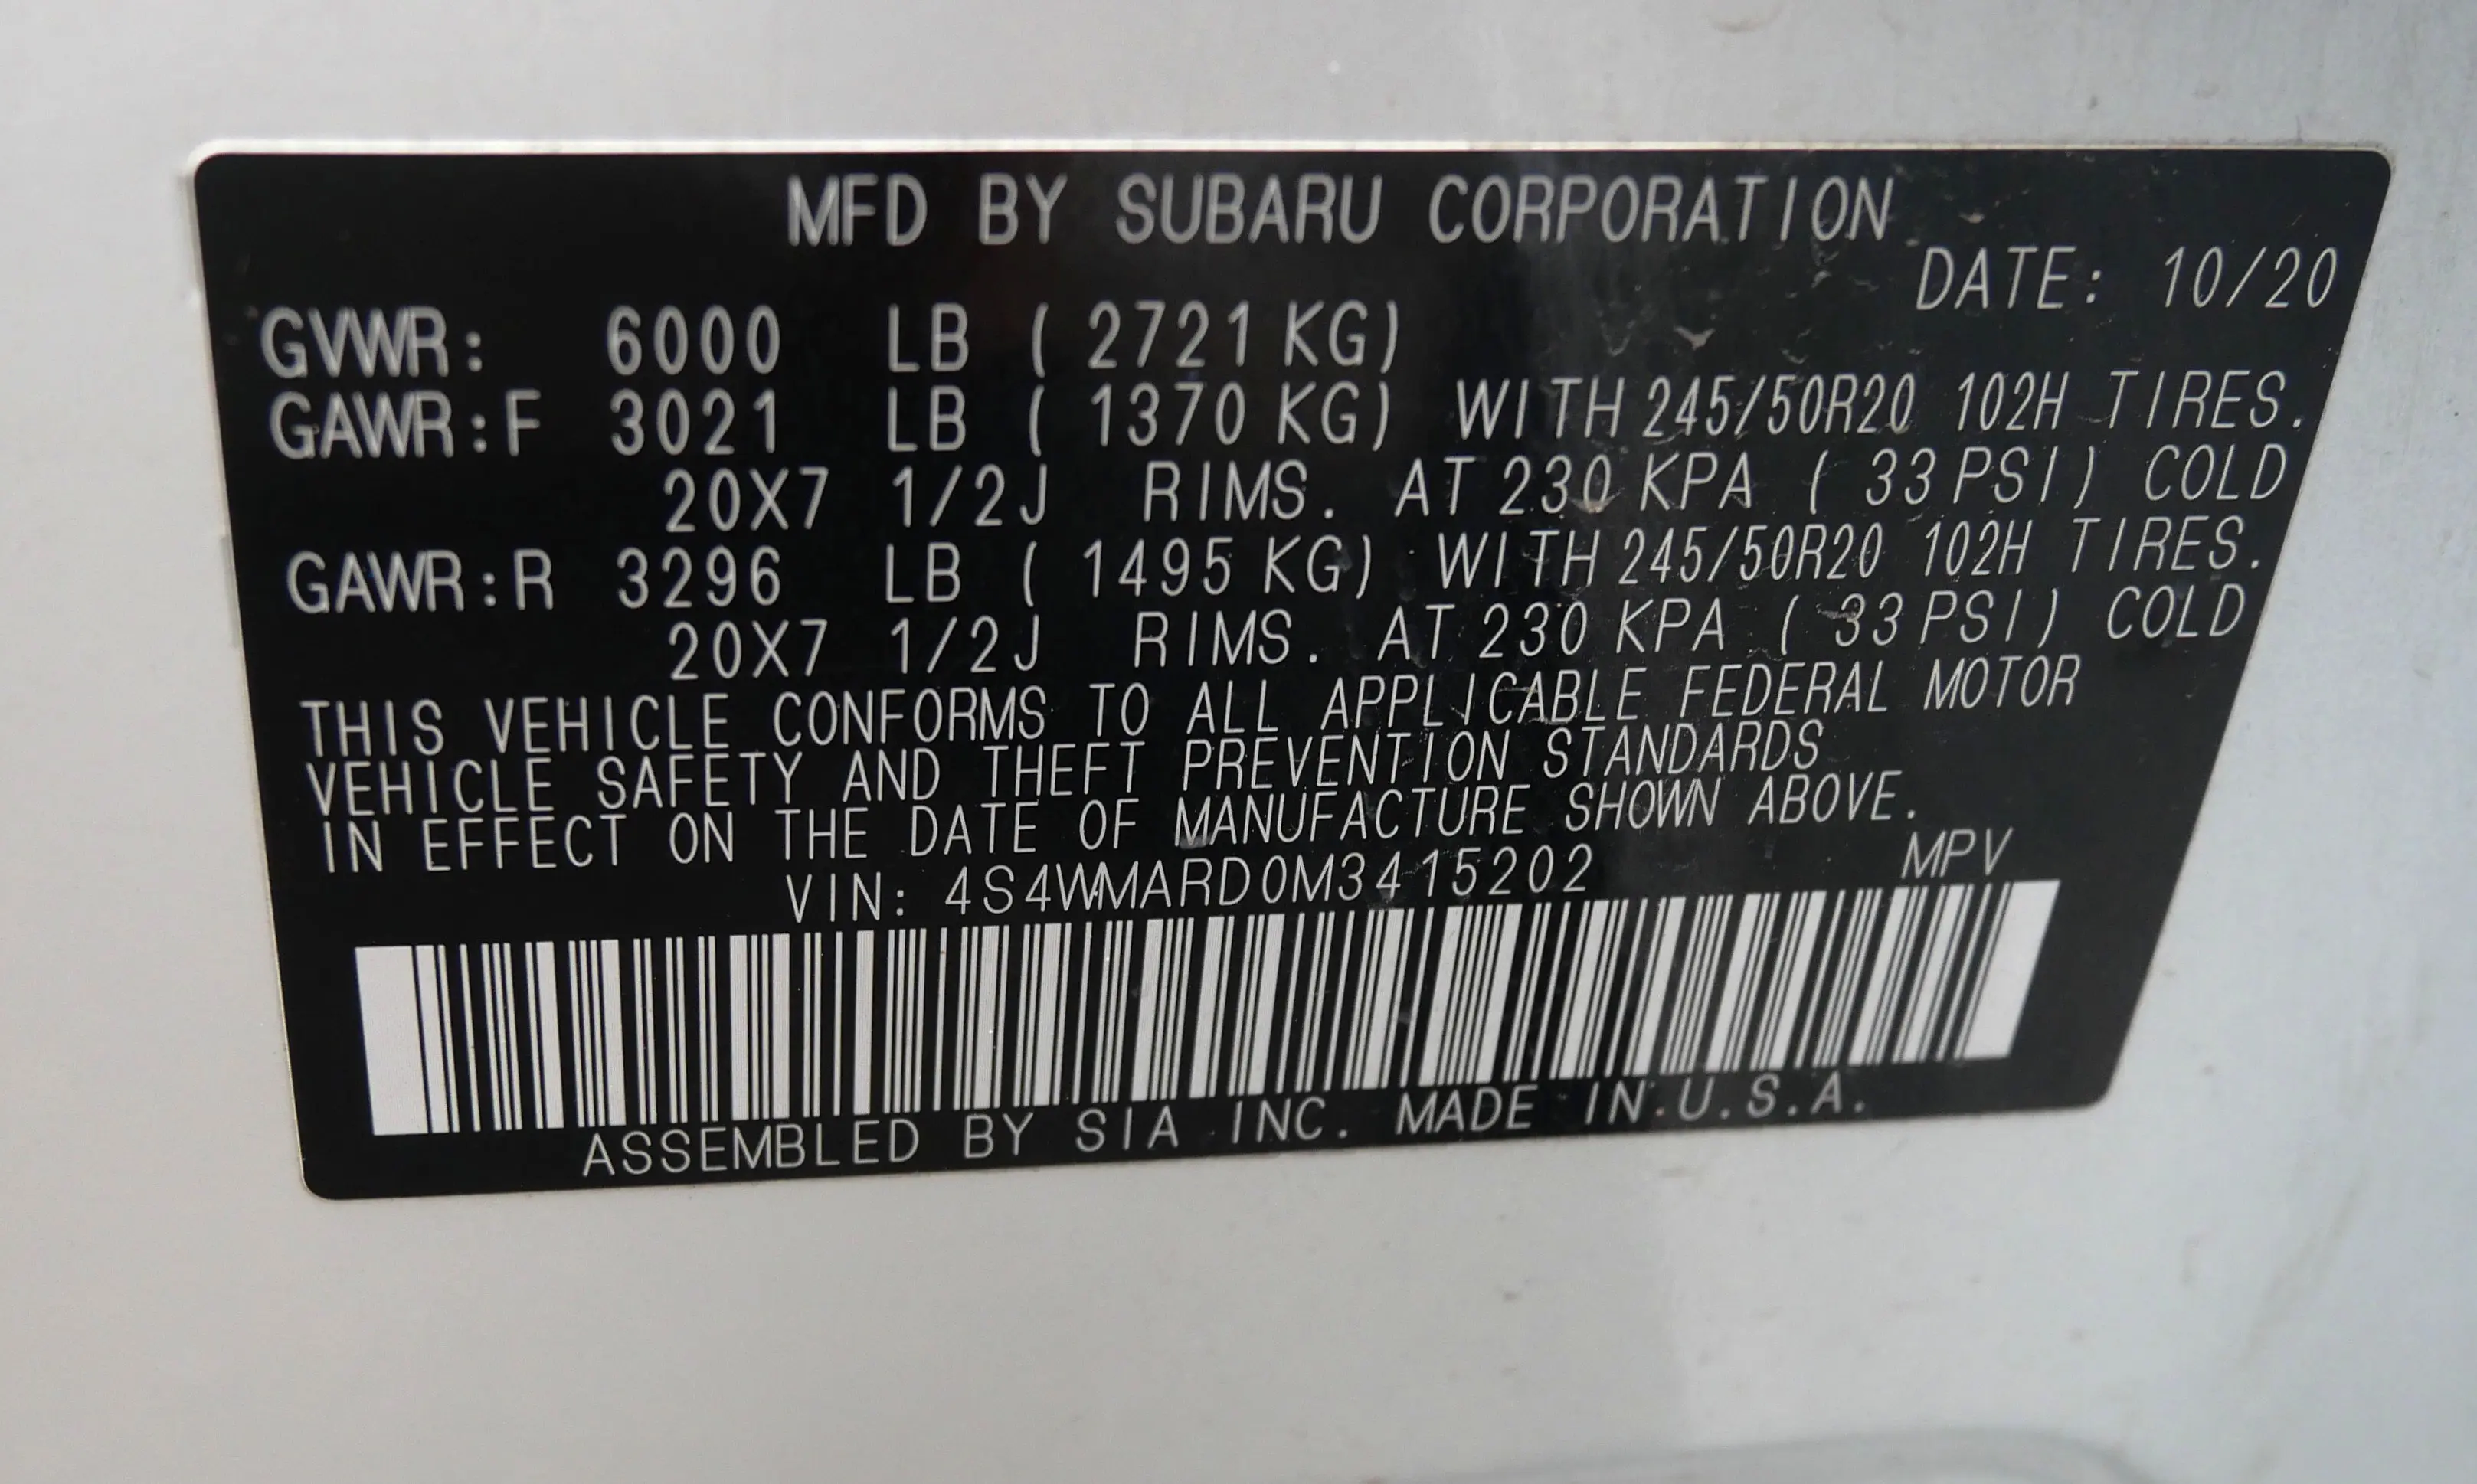 MFD BY SUBARU CORPORATION
DATE: 10/20
GVWR: 6000 LB ( 2721 KG)
GAWR:F 3021 LB ( 1370 KG) WITH 245/50R20 102H TIRES.
20X7 1/2J RIMS. AT 230 KPA ( 33 PSI) COLD
GAWR:R 3296 LB ( 1495 KG) WITH 245/50R20 102H TIRES.
20X7 1/2J RIMS. AT 230 KPA ( 33 PSI) COLD
THIS VEHICLE CONFORMS TO ALL APPLICABLE FEDERAL MOTOR
VEHICLE SAFETY AND THEFT PREVENTION STANDARDS
IN EFFECT ON THE DATE OF MANUFACTURE SHOWN ABOVE.
VIN: 4S4WMARD0M3415202 MPV
ASSEMBLED BY SIA INC. MADE IN U.S.A.